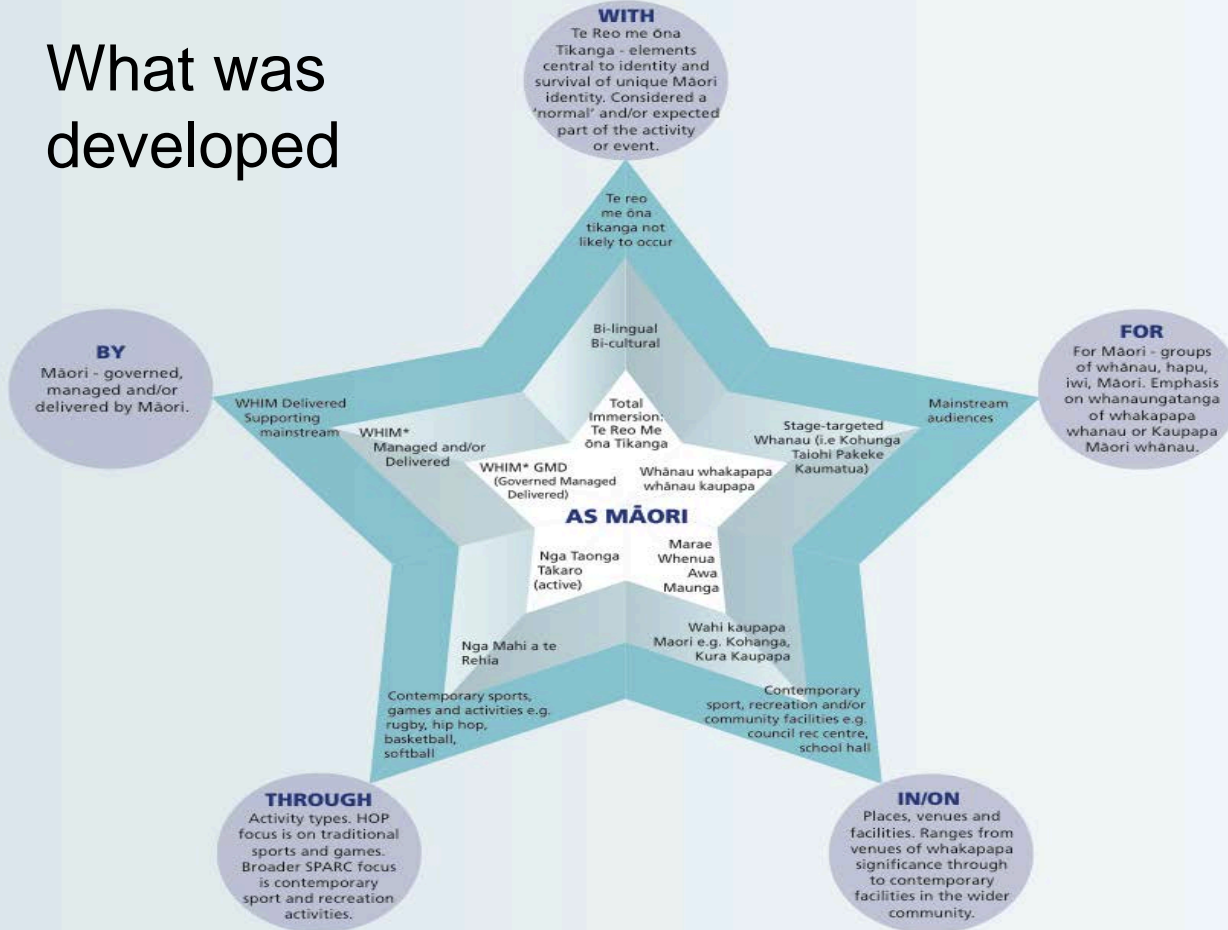 What was
developed
WITH
Te Reo me ōna
Tikanga - elements
central to identity and
survival of unique Māori
identity. Considered a
'normal' and/or expected
part of the activity
or event.
Te reo
me ōna
tikanga not
likely to occur
Bi-lingual
Bi-cultural
Total
Immersion:
Te Reo Me
ōna Tikanga
BY
Māori - governed,
managed and/or
delivered by Māori.
WHIM Delivered
Supporting
mainstream
WHIM*
Managed and/or
Delivered
WHIM* GMD
(Governed Managed
Delivered)
FOR
For Māori - groups
of whānau, hapu,
iwi, Māori. Emphasis
on whanaungatanga
of whakapapa
whanau or Kaupapa
Māori whānau.
Mainstream
audiences
Stage-targeted
Whanau (i.e Kohunga
Taiohi Pakeke
Kaumatua)
Whānau whakapapa
whānau kaupapa
AS MĀORI
Nga Taonga
Tākaro
(active)
Marae
Whenua
Awa
Maunga
Nga Mahi a te
Rehia
Wahi kaupapa
Maori e.g. Kohanga,
Kura Kaupapa
Contemporary sports,
games and activities e.g.
rugby, hip hop,
basketball,
softball
Contemporary
sport, recreation and/or
community facilities e.g.
council rec centre,
school hall
THROUGH
Activity types. HOP
focus is on traditional
sports and games.
Broader SPARC focus
is contemporary
sport and recreation
activities.
IN/ON
Places, venues and
facilities. Ranges from
venues of whakapapa
significance through
to contemporary
facilities in the wider
community.